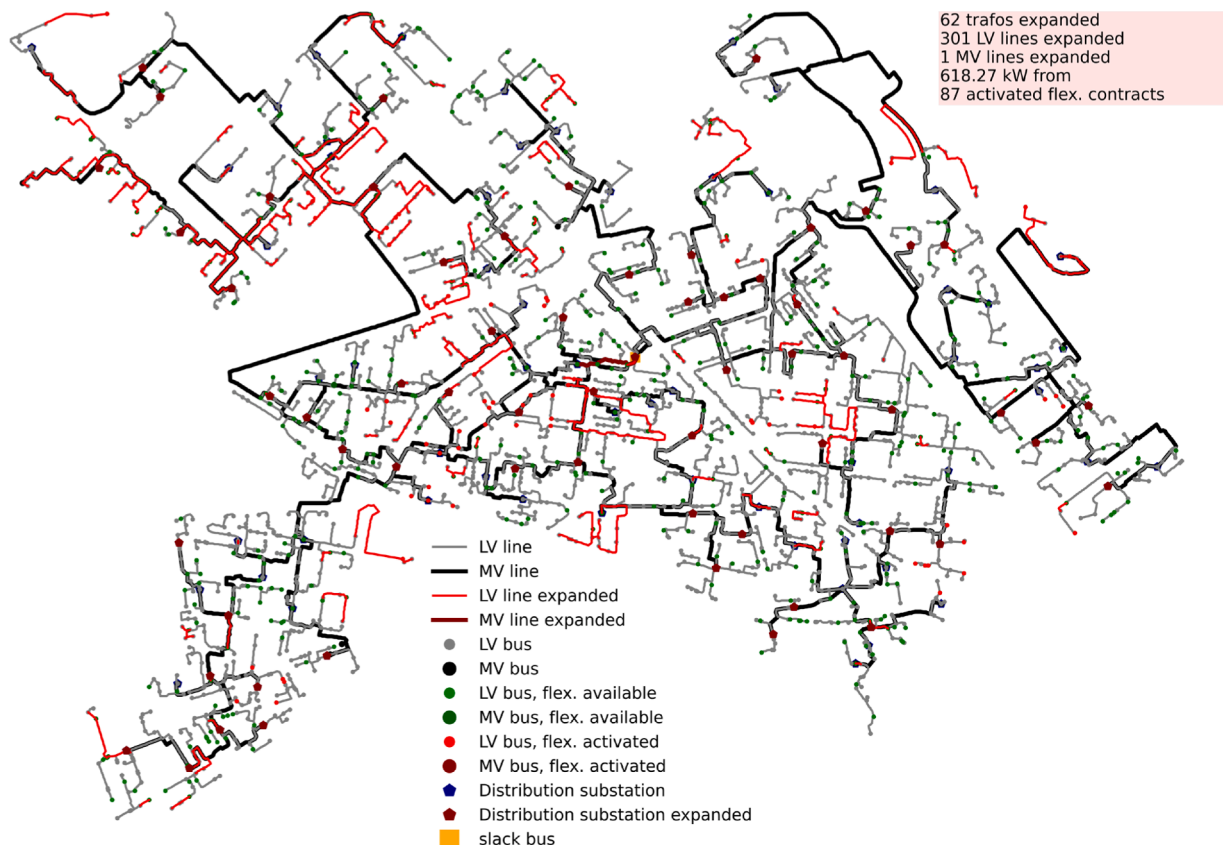 62 trafos expanded
301 LV lines expanded
1 MV lines expanded
618.27 kW from
87 activated flex. contracts
LV line
MV line
LV line expanded
MV line expanded
LV bus
MV bus
LV bus, flex. available
MV bus, flex. available
LV bus, flex. activated
MV bus, flex. activated
Distribution substation
Distribution substation expanded
slack bus